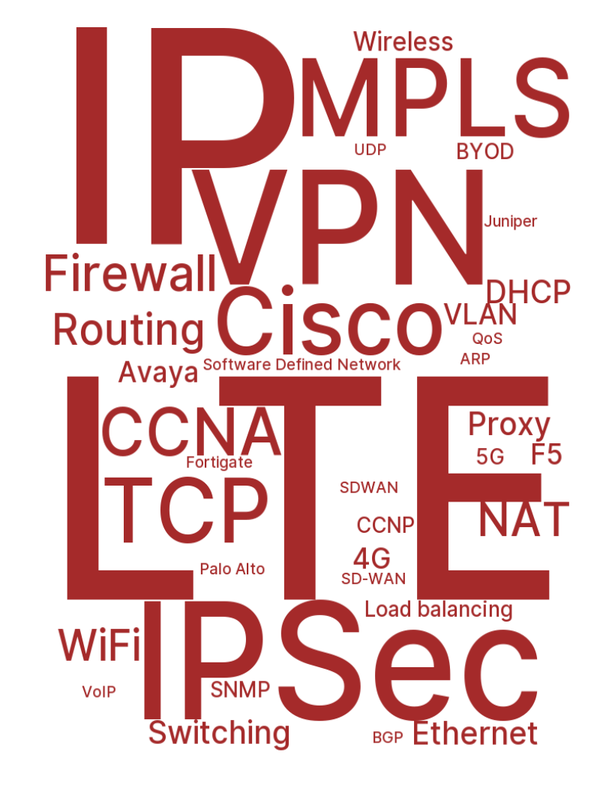 Wireless
IP
MPLS
UDP
BYOD
VPN
Juniper
Firewall
DHCP
Cisco
VLAN
Routing
QoS
ARP
Software Defined Network
Avaya
LTE
CCNA
Proxy
5G
F5
Fortigate
TCP
SDWAN
NAT
CCNP
4G
Palo Alto
SD-WAN
Load balancing
IPSec
WiFi
VoIP
SNMP
Switching
BGP
Ethernet